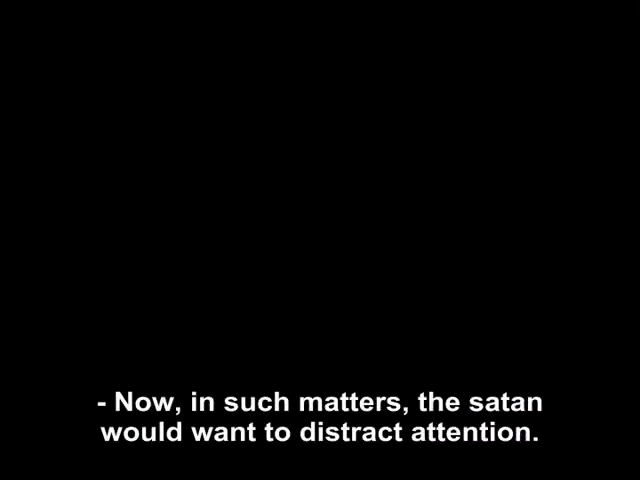 - Now, in such matters, the satan
would want to distract attention.